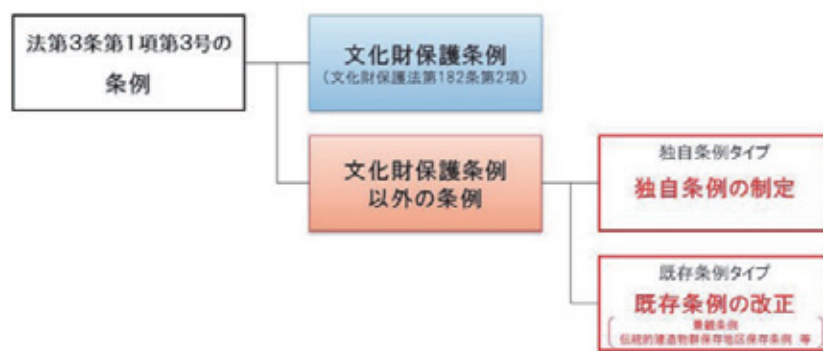 法第3条第1項第3号の
条例
文化財保護条例
(文化財保護法第182条第2項)
文化財保護条例
以外の条例
独自条例タイプ
独自条例の制定
既存条例タイプ
既存条例の改正
景観条例
伝統的建造物群保存地区保存条例 等